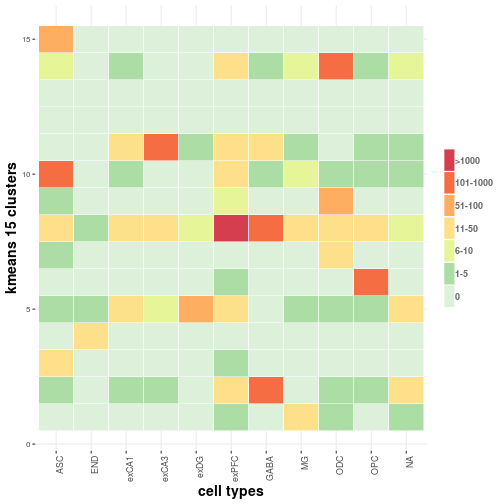 kmeans 15 clusters
15
10
5
0
ASC
END
exCA1
exCA3
exDG
exPFC
GABA
MG
ODC
OPC
NA
cell types
>1000
101-1000
51-100
11-50
6-10
1-5
0